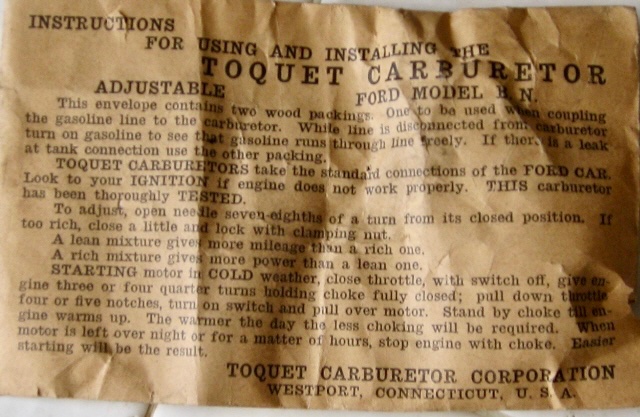 INSTRUCTIONS
FOR USING AND INSTALLING THE
TOQUET CARBURETOR
ADJUSTABLE FORD MODEL B. N.
This envelope contains two wood packings. One to be used when coupling
the gasoline line to the carburetor. While line is disconnected from carburetor
turn on gasoline to see that gasoline runs through line freely. If there is a leak
at tank connection use the other packing.
TOQUET CARBURETORS take the standard connections of the FORD CAR.
Look to your IGNITION if engine does not work properly. THIS carburetor
has been thoroughly TESTED.
To adjust, open needle seven-eighths of a turn from its closed position. If
too rich, close a little and lock with clamping nut.
A lean mixture gives more mileage than a rich one.
A rich mixture gives more power than a lean one.
STARTING motor in COLD weather, close throttle, with switch off, give en-
gine three or four quarter turns holding choke fully closed; pull down throttle
four or five notches, turn on switch and pull over motor. Stand by choke till en-
gine warms up. The warmer the day the less choking will be required. When
motor is left over night or for a matter of hours, stop engine with choke. Easier
starting will be the result.
TOQUET CARBURETOR CORPORATION
WESTPORT, CONNECTICUT, U. S. A.